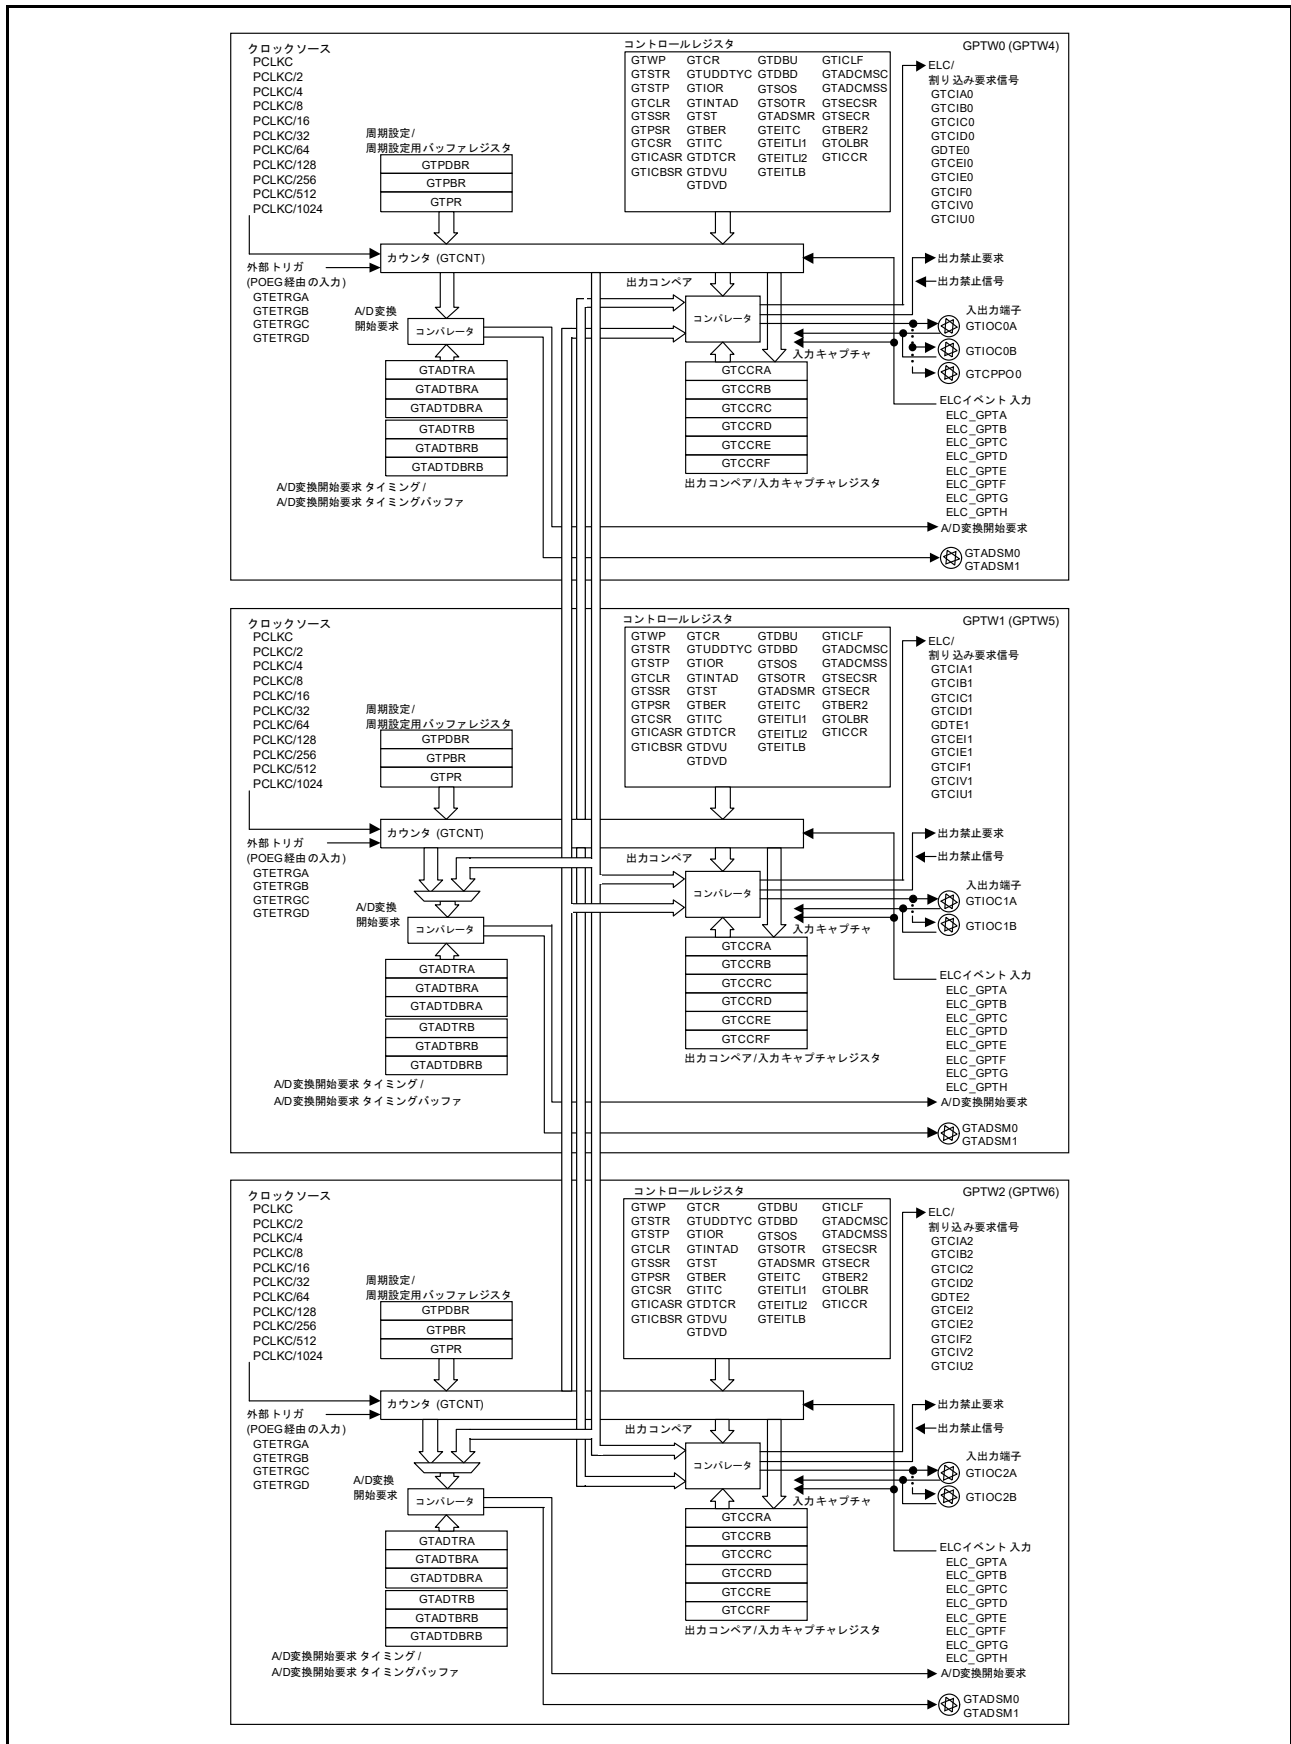 GPTW0 (GPTW4)
クロックソース
PCLKC
PCLKC/2
PCLKC/4
PCLKC/8
PCLKC/16
PCLKC/32
PCLKC/64
PCLKC/128
PCLKC/256
PCLKC/512
PCLKC/1024
周期設定/
周期設定用バッファレジスタ
GTPDBR
GTPBR
GTPR
コントロールレジスタ
GTWP GTCR GTDBU GTICLF
GTSTR GTUDDTYC GTDBD GTADCMSC
GTSTP GTIOR GTSOS GTADCMSS
GTCLR GTINTAD GTSOTR GTSECSR
GTSSR GTST GTADSMR GTSECR
GTPSR GTBER GTEITC GTBER2
GTCSR GTITC GTEITLI1 GTOLBR
GTICASR GTDTCR GTEITLI2 GTICCR
GTICBSR GTDVU GTEITLB
GTDVD
ELC/
割り込み要求信号
GTCIA0
GTCIB0
GTCIC0
GTCID0
GDTE0
GTCEI0
GTCIE0
GTCIF0
GTCIV0
GTCIU0
カウンタ (GTCNT)
外部トリガ
(POEG経由の入力)
GTETRGA
GTETRGB
GTETRGC
GTETRGD
A/D変換
開始要求
コンパレータ
GTADTRA
GTADTBRA
GTADTDBRA
GTADTRB
GTADTBRB
GTADTDBRB
A/D変換開始要求タイミング/
A/D変換開始要求タイミングバッファ
出力コンペア
コンパレータ
入力キャプチャ
GTCCRA
GTCCRB
GTCCRC
GTCCRD
GTCCRE
GTCCRF
出力コンペア/入力キャプチャレジスタ
出力禁止要求
出力禁止信号
入出力端子
GTIOC0A
GTIOC0B
GTCPPO0
ELCイベント入力
ELC_GPTA
ELC_GPTB
ELC_GPTC
ELC_GPTD
ELC_GPTE
ELC_GPTF
ELC_GPTG
ELC_GPTH
A/D変換開始要求
GTADSM0
GTADSM1
GPTW1 (GPTW5)
クロックソース
PCLKC
PCLKC/2
PCLKC/4
PCLKC/8
PCLKC/16
PCLKC/32
PCLKC/64
PCLKC/128
PCLKC/256
PCLKC/512
PCLKC/1024
周期設定/
周期設定用バッファレジスタ
GTPDBR
GTPBR
GTPR
コントロールレジスタ
GTWP GTCR GTDBU GTICLF
GTSTR GTUDDTYC GTDBD GTADCMSC
GTSTP GTIOR GTSOS GTADCMSS
GTCLR GTINTAD GTSOTR GTSECSR
GTSSR GTST GTADSMR GTSECR
GTPSR GTBER GTEITC GTBER2
GTCSR GTITC GTEITLI1 GTOLBR
GTICASR GTDTCR GTEITLI2 GTICCR
GTICBSR GTDVU GTEITLB
GTDVD
ELC/
割り込み要求信号
GTCIA1
GTCIB1
GTCIC1
GTCID1
GDTE1
GTCEI1
GTCIE1
GTCIF1
GTCIV1
GTCIU1
カウンタ (GTCNT)
外部トリガ
(POEG経由の入力)
GTETRGA
GTETRGB
GTETRGC
GTETRGD
A/D変換
開始要求
コンパレータ
GTADTRA
GTADTBRA
GTADTDBRA
GTADTRB
GTADTBRB
GTADTDBRB
A/D変換開始要求タイミング/
A/D変換開始要求タイミングバッファ
出力コンペア
コンパレータ
入力キャプチャ
GTCCRA
GTCCRB
GTCCRC
GTCCRD
GTCCRE
GTCCRF
出力コンペア/入力キャプチャレジスタ
出力禁止要求
出力禁止信号
入出力端子
GTIOC1A
GTIOC1B
ELCイベント入力
ELC_GPTA
ELC_GPTB
ELC_GPTC
ELC_GPTD
ELC_GPTE
ELC_GPTF
ELC_GPTG
ELC_GPTH
A/D変換開始要求
GTADSM0
GTADSM1
GPTW2 (GPTW6)
クロックソース
PCLKC
PCLKC/2
PCLKC/4
PCLKC/8
PCLKC/16
PCLKC/32
PCLKC/64
PCLKC/128
PCLKC/256
PCLKC/512
PCLKC/1024
周期設定/
周期設定用バッファレジスタ
GTPDBR
GTPBR
GTPR
コントロールレジスタ
GTWP GTCR GTDBU GTICLF
GTSTR GTUDDTYC GTDBD GTADCMSC
GTSTP GTIOR GTSOS GTADCMSS
GTCLR GTINTAD GTSOTR GTSECSR
GTSSR GTST GTADSMR GTSECR
GTPSR GTBER GTEITC GTBER2
GTCSR GTITC GTEITLI1 GTOLBR
GTICASR GTDTCR GTEITLI2 GTICCR
GTICBSR GTDVU GTEITLB
GTDVD
ELC/
割り込み要求信号
GTCIA2
GTCIB2
GTCIC2
GTCID2
GDTE2
GTCEI2
GTCIE2
GTCIF2
GTCIV2
GTCIU2
カウンタ (GTCNT)
外部トリガ
(POEG経由の入力)
GTETRGA
GTETRGB
GTETRGC
GTETRGD
A/D変換
開始要求
コンパレータ
GTADTRA
GTADTBRA
GTADTDBRA
GTADTRB
GTADTBRB
GTADTDBRB
A/D変換開始要求タイミング/
A/D変換開始要求タイミングバッファ
出力コンペア
コンパレータ
入力キャプチャ
GTCCRA
GTCCRB
GTCCRC
GTCCRD
GTCCRE
GTCCRF
出力コンペア/入力キャプチャレジスタ
出力禁止要求
出力禁止信号
入出力端子
GTIOC2A
GTIOC2B
ELCイベント入力
ELC_GPTA
ELC_GPTB
ELC_GPTC
ELC_GPTD
ELC_GPTE
ELC_GPTF
ELC_GPTG
ELC_GPTH
A/D変換開始要求
GTADSM0
GTADSM1